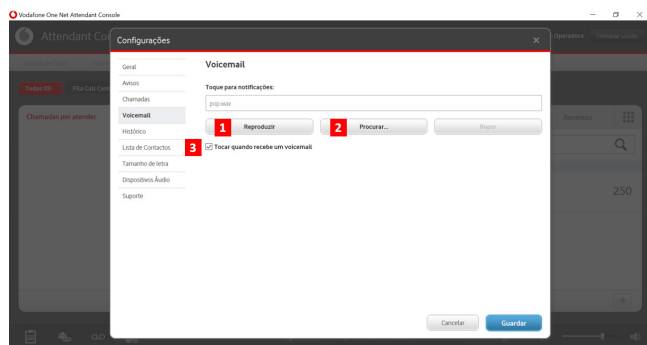 Vodafone One Net Attendant Console
Attendant Co
Operadora
Terminar sessão
Configurações
Geral
Avisos
Chamadas
Voicemail
Histórico
Lista de Contactos
Tamanho de letra
Dispositivos Áudio
Suporte
Voicemail
Toque para notificações:
pop.wav
1 Reproduzir
2 Procurar...
Repor
3 Tocar quando recebe um voicemail
Todas (0)
Fila Call Cen
Chamadas por atender
Recentes
250
Cancelar
Guardar